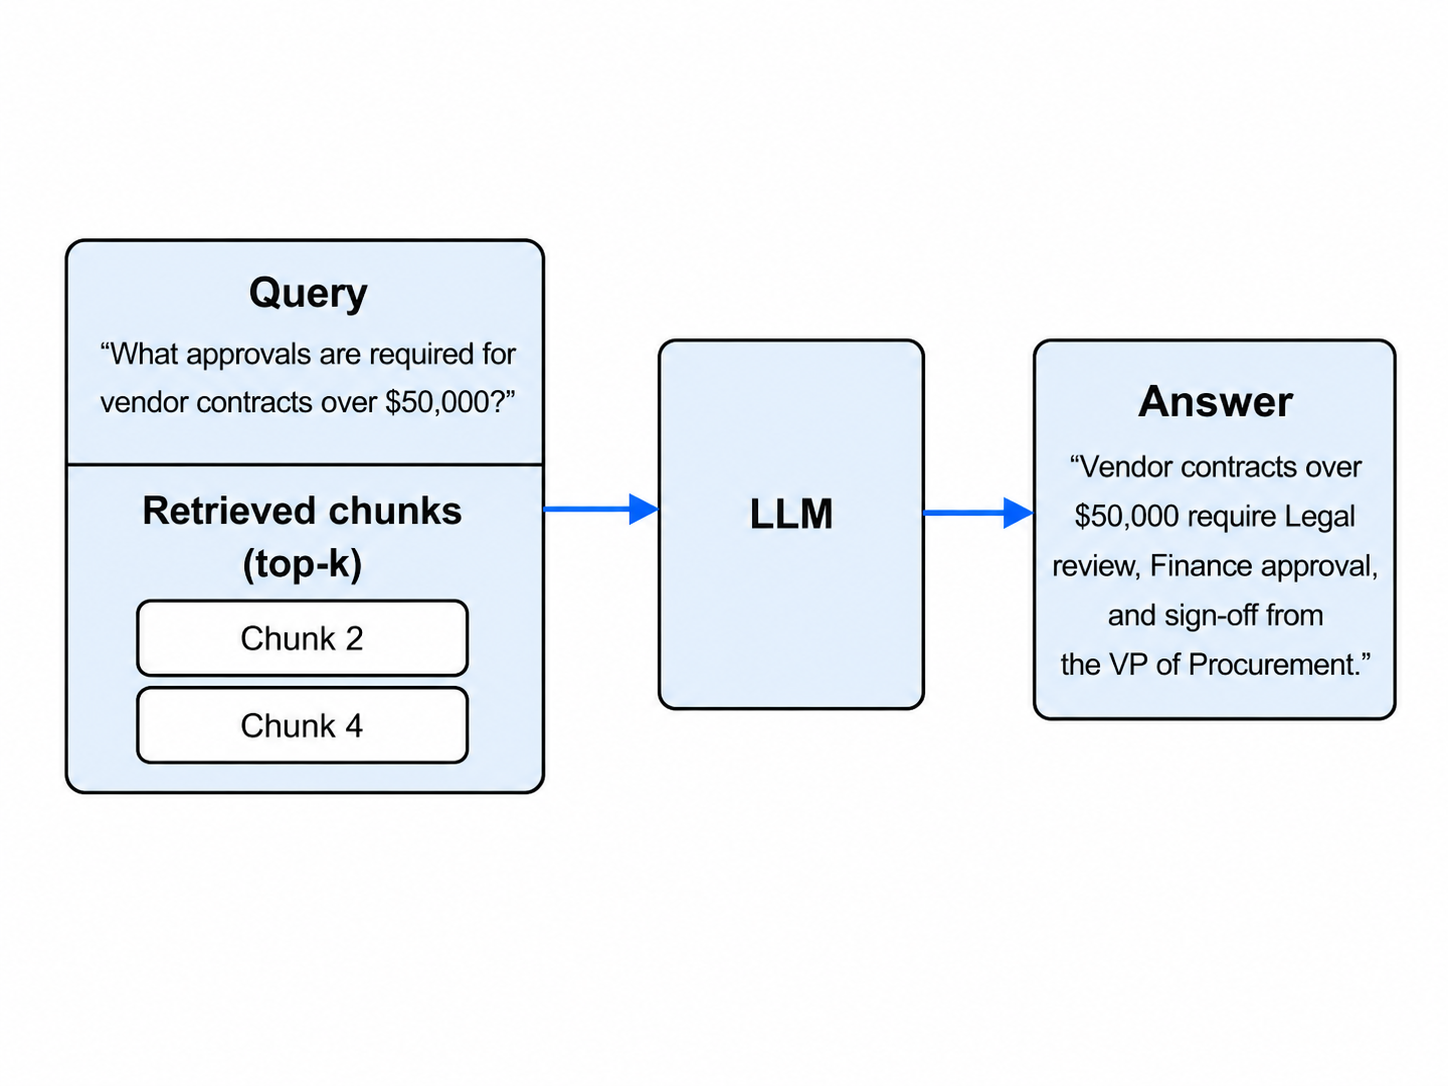 Query
“What approvals are required for
vendor contracts over $50,000?”
Retrieved chunks
(top-k)
Chunk 2
Chunk 4
LLM
Answer
“Vendor contracts over
$50,000 require Legal
review, Finance approval,
and sign-off from
the VP of Procurement.”